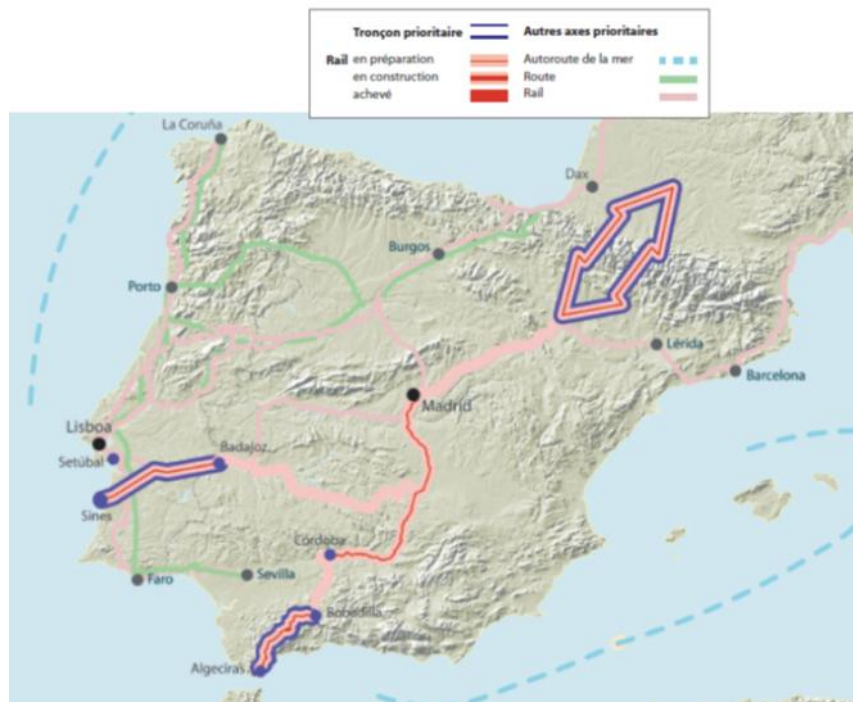 Tronçon prioritaire Autres axes prioritaires
Rail en préparation Autoroute de la mer
en construction Route
achevé Rail
La Coruña
Dax
Burgos
Porto
Lérida
Barcelona
Madrid
Lisboa
Badajoz
Setúbal
Sines
Córdoba
Faro
Sevilla
Bobadilla
Algeciras